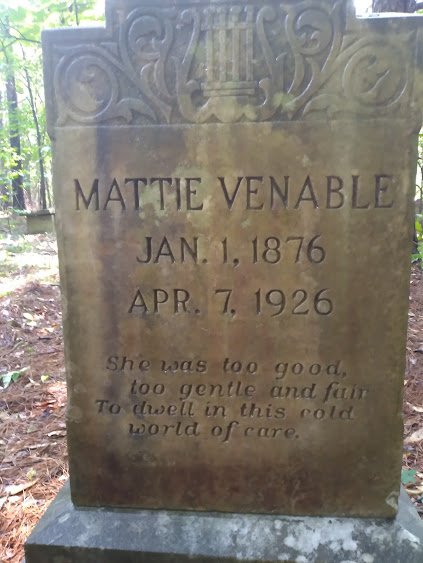 MATTIE VENABLE
JAN. 1, 1876
APR. 7, 1926
She was too good,
too gentle and fair
To dwell in this cold
world of care.